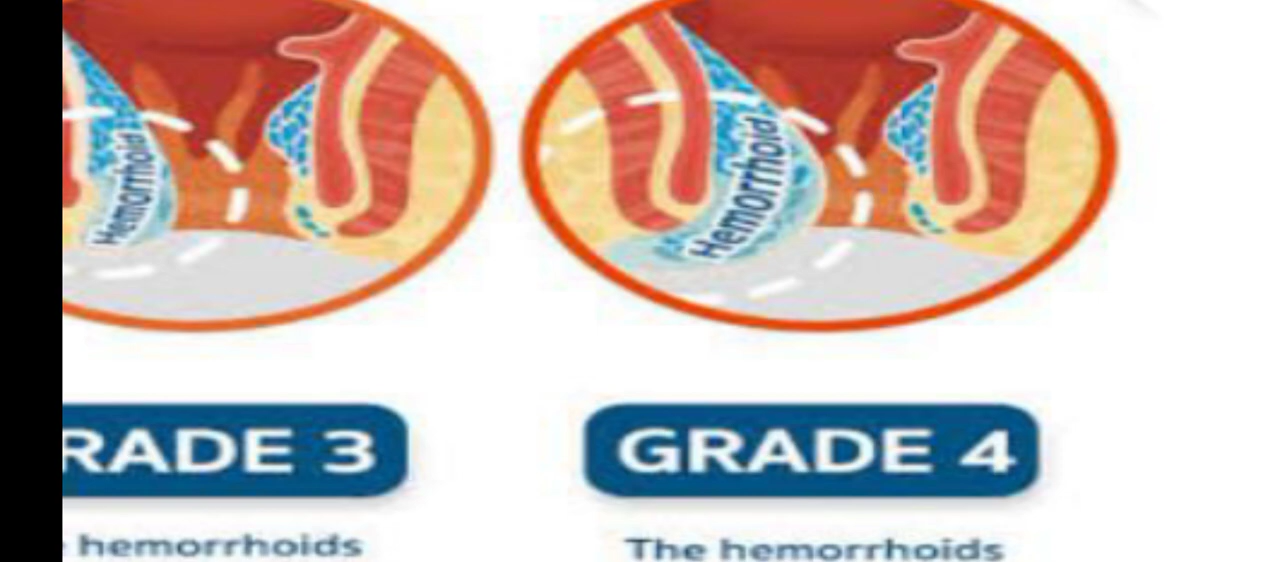 Hemorrhoid
Hemorrhoid
RADE 3
GRADE 4
hemorrhoids
The hemorrhoids